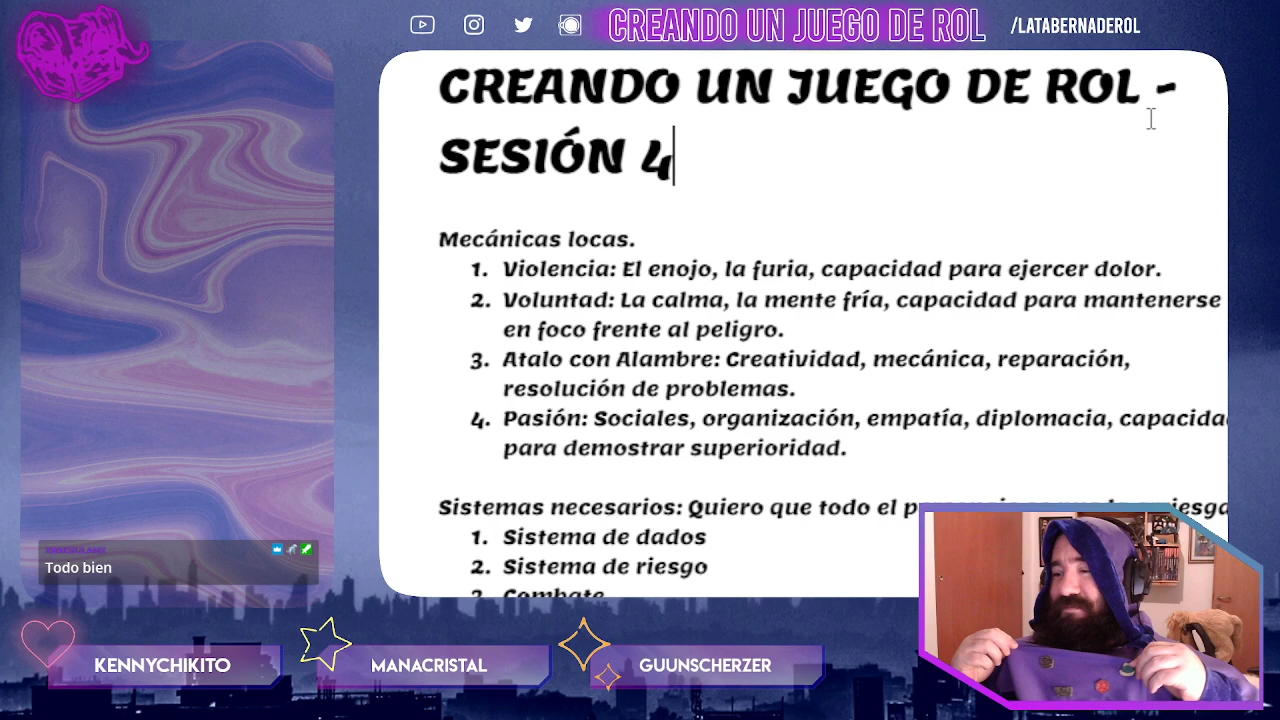 CREANDO UN JUEGO DE ROL
/LATABERNADEROL
CREANDO UN JUEGO DE ROL -
SESIÓN 4
Mecánicas locas.
1. Violencia: El enojo, la furia, capacidad para ejercer dolor.
2. Voluntad: La calma, la mente fría, capacidad para mantenerse
en foco frente al peligro.
3. Atalo con Alambre: Creatividad, mecánica, reparación,
resolución de problemas.
4. Pasión: Sociales, organización, empatía, diplomacia,
para demostrar superioridad.
Sistemas necesarios: Quiero que todo el
1. Sistema de dados
2. Sistema de riesgo
Combate
Todo bien
KENNYCHIKITO
MANACRISTAL
GUUNSCHERZER